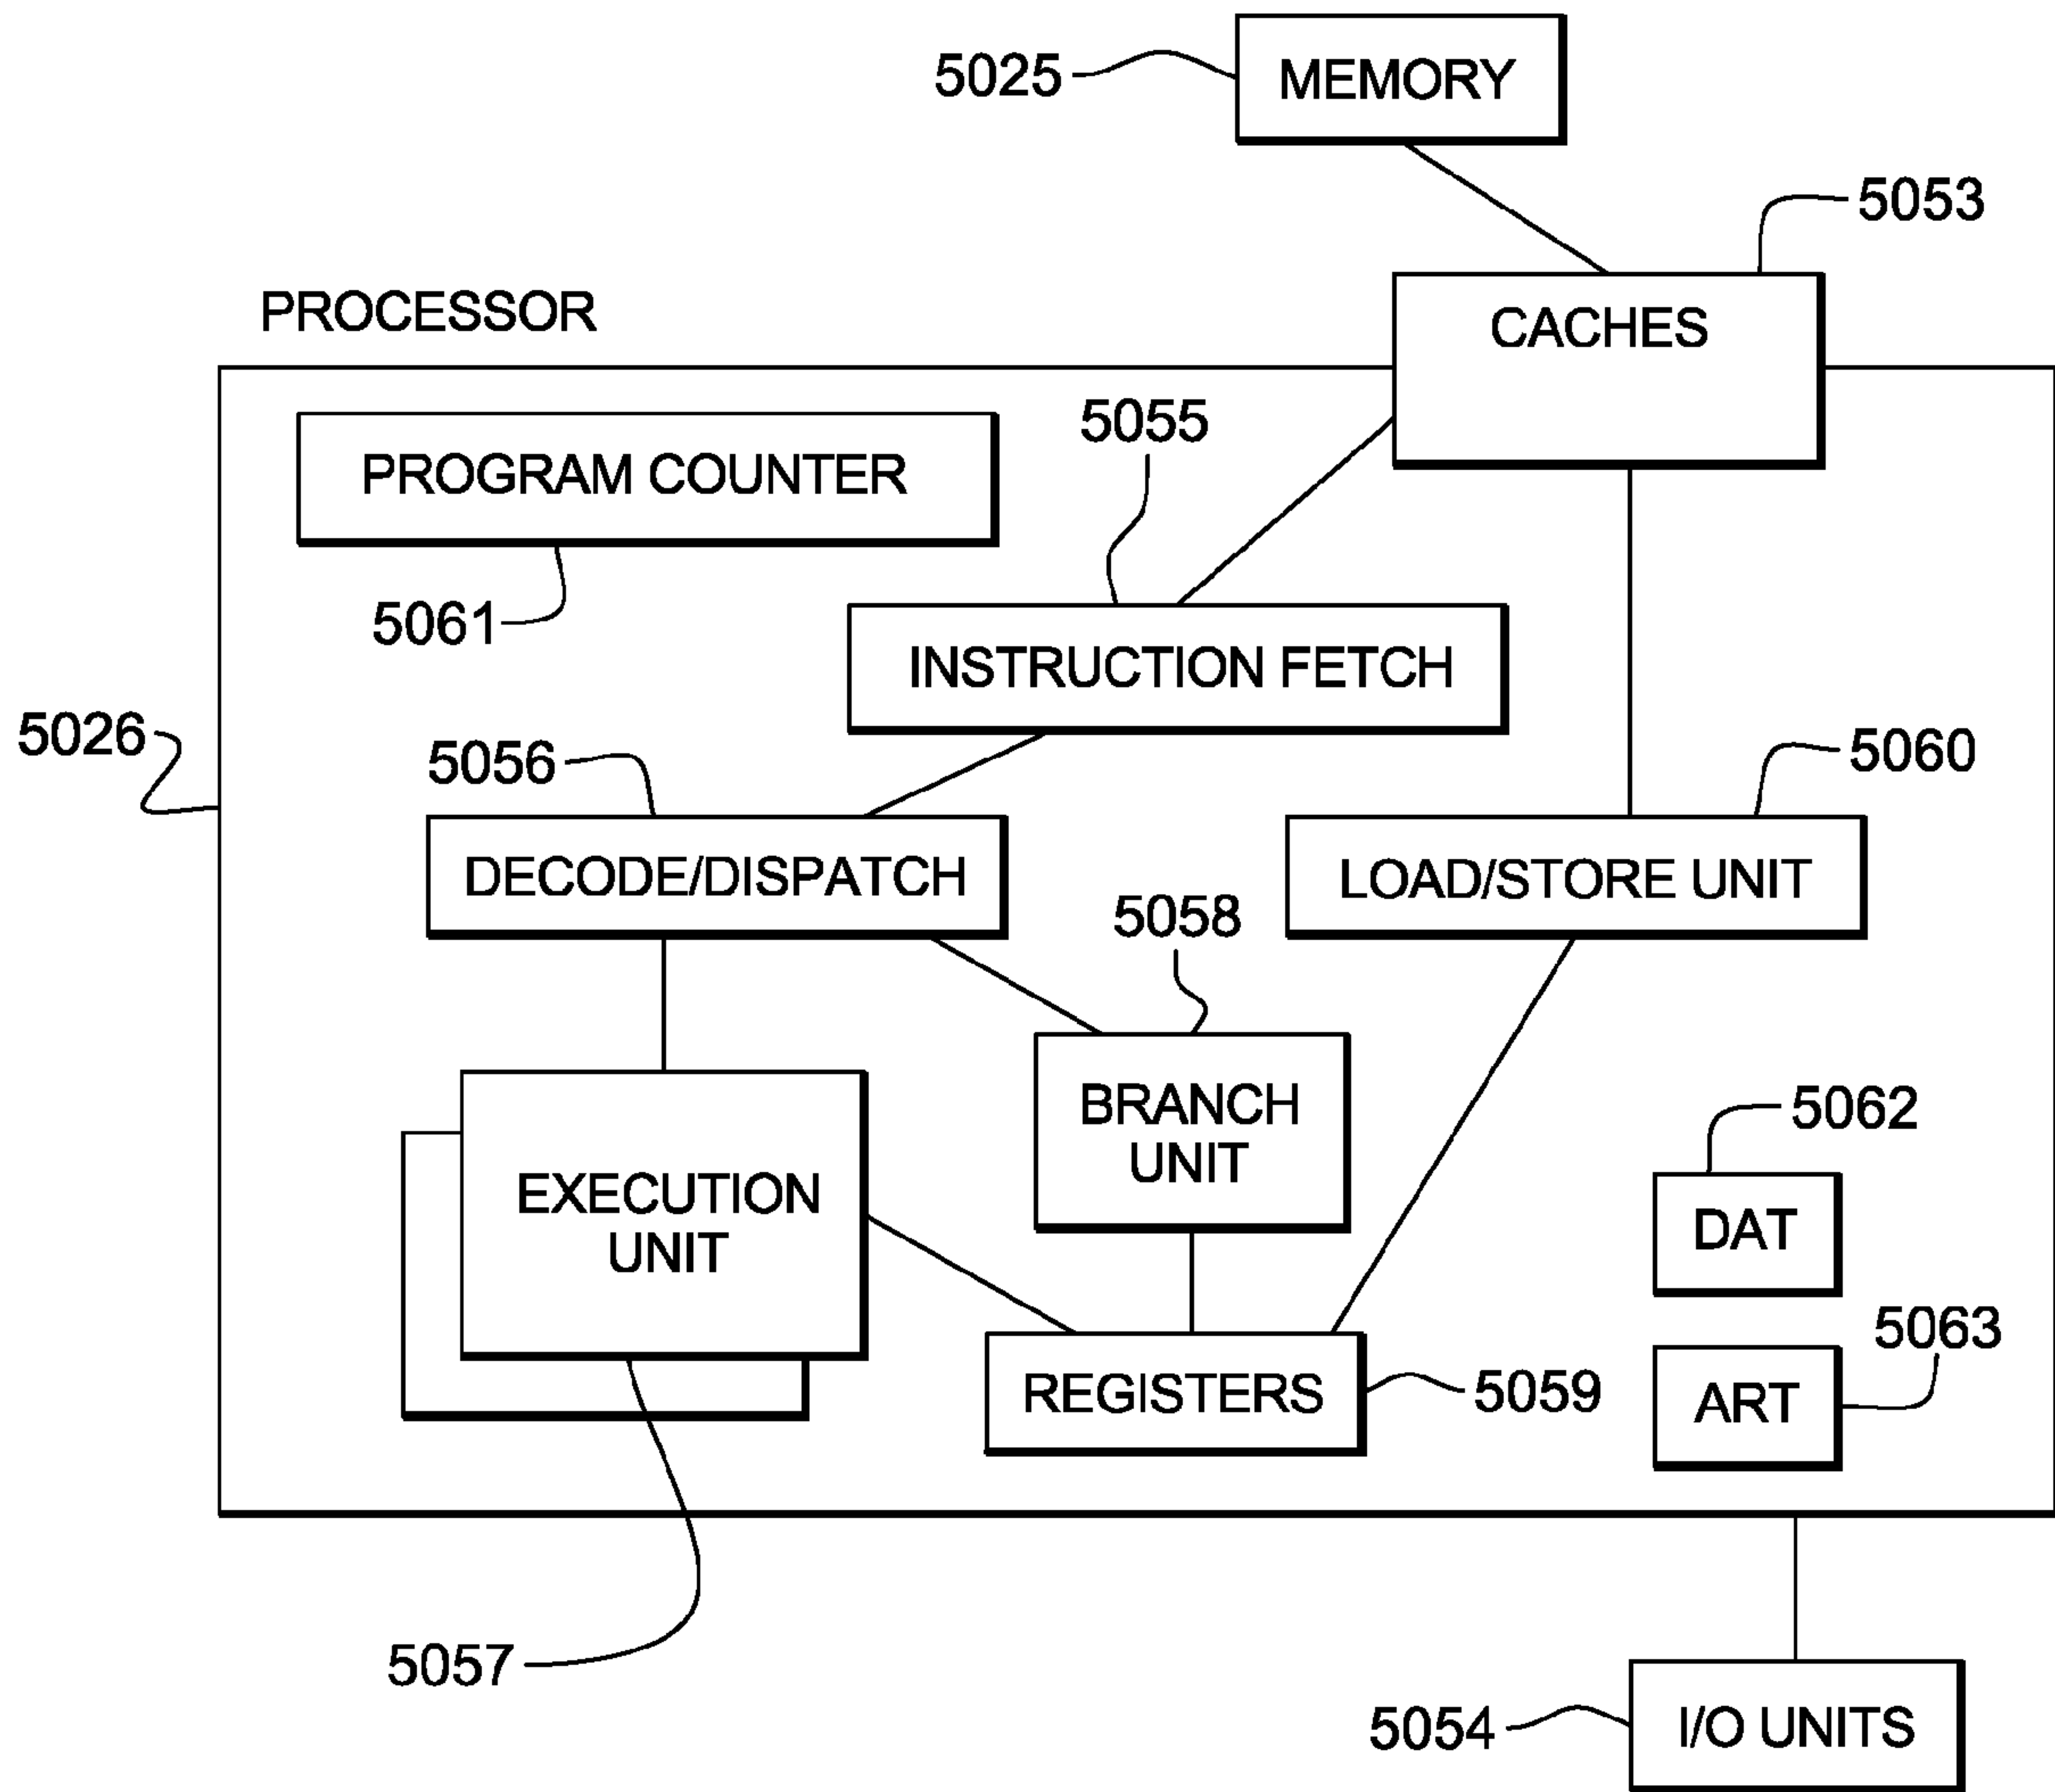 5025
MEMORY
5053
PROCESSOR
CACHES
5055
PROGRAM COUNTER
5061
INSTRUCTION FETCH
5026
5056
5060
DECODE/DISPATCH
LOAD/STORE UNIT
5058
BRANCH
UNIT
5062
EXECUTION
UNIT
DAT
5063
REGISTERS
5059
ART
5057
5054
I/O UNITS